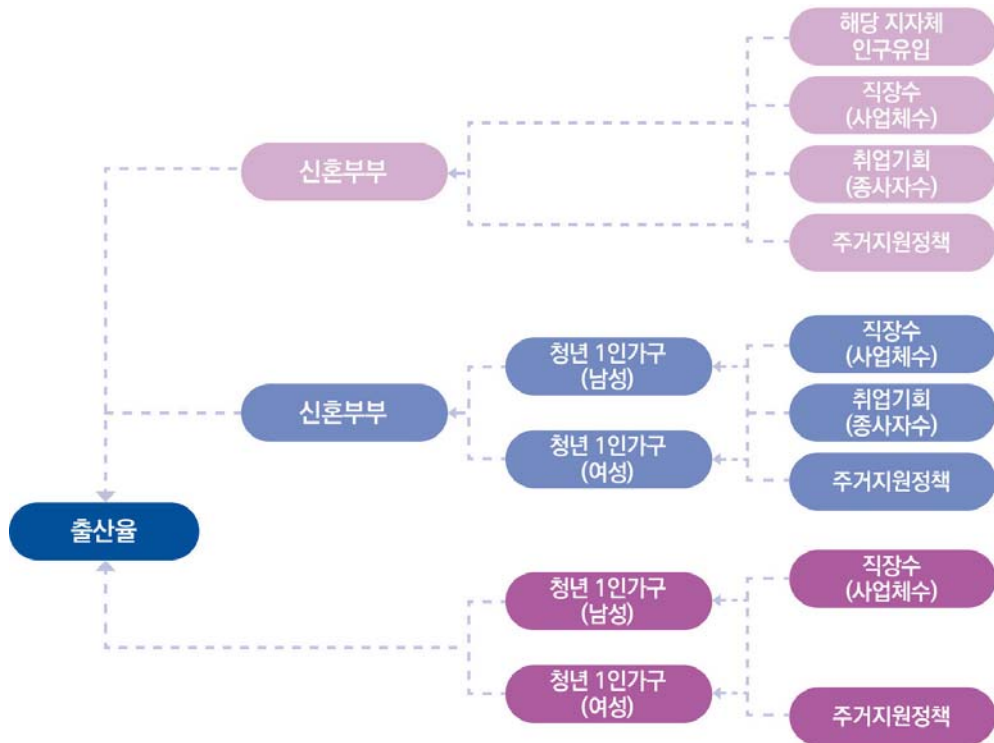 해당 지자체
인구유입
직장수
(사업체수)
신혼부부
취업기회
(종사자수)
주거지원정책
직장수
(사업체수)
청년 1인가구
(남성)
신혼부부
취업기회
(종사자수)
청년 1인가구
(여성)
주거지원정책
출산율
직장수
(사업체수)
청년 1인가구
(남성)
청년 1인가구
(여성)
주거지원정책